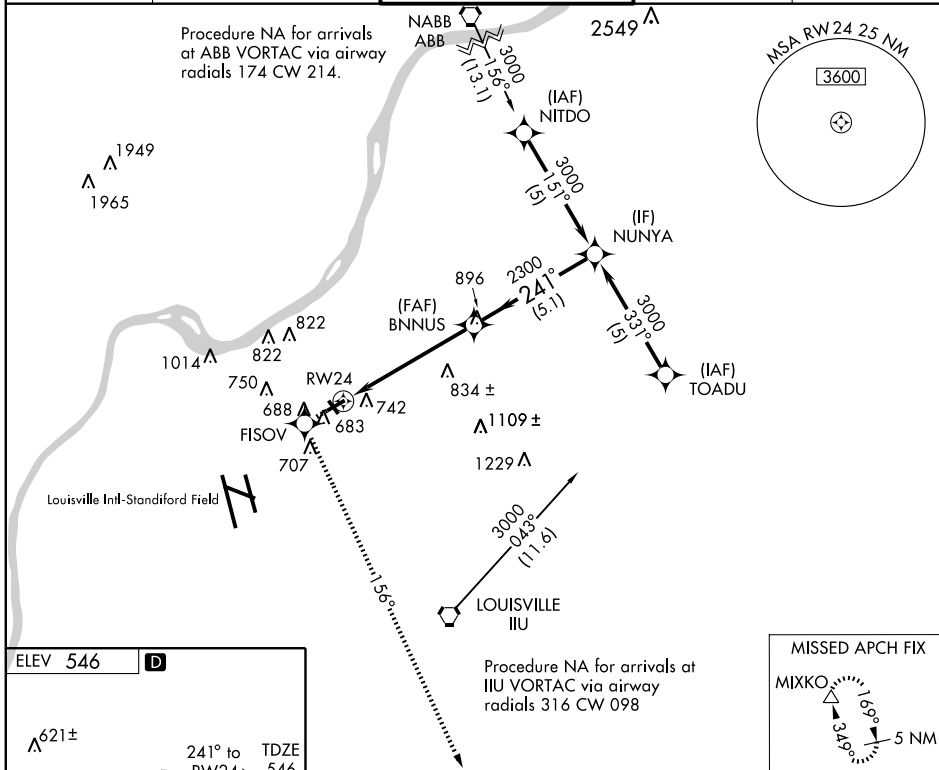 Procedure NA for arrivals
at ABB VORTAC via airway
radials 174 CW 214.
NABB
ABB
3000
156°
(13.1)
2549
MSA RW 24 25 NM
3600
(IAF)
NITDO
3000
151°
(5)
1949
1965
(IF)
NUNYA
896
2300
241°
(5.1)
(FAF)
BNNUS
3000
331°
(5)
(IAF)
TOADU
822
822
1014
750
RW24
834 ±
688
742
683
FISOV
1109 ±
707
1229
Louisville Intl-Standiford Field
3000
043°
(11.6)
156°
LOUISVILLE
IIU
Procedure NA for arrivals at
IIU VORTAC via airway
radials 316 CW 098
ELEV 546
D
621±
241° to
RW24
TDZE
546
MISSED APCH FIX
MIXKO
169°
349°
5 NM